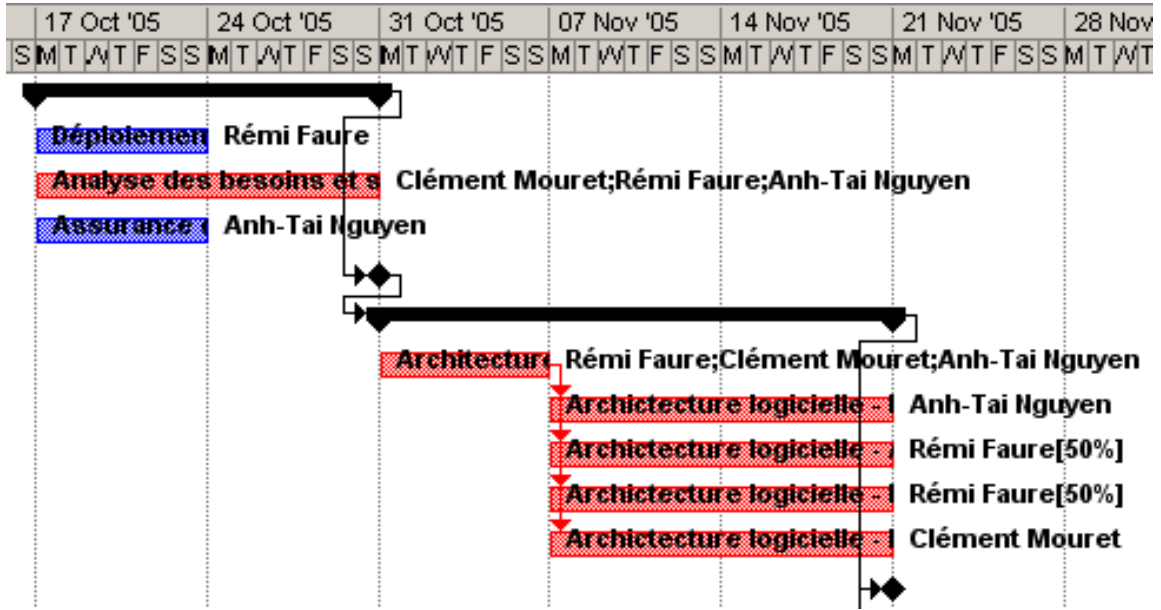 17 Oct '05 24 Oct '05 31 Oct '05 07 Nov '05 14 Nov '05 21 Nov '05 28 Nov
S M T W T F S S M T W T F S S M T W T F S S M T W T F S S M T W T F S S M T W T F S S M T W T
Déploiemen Rémi Faure
Analyse des besoins et s Clément Mouret;Rémi Faure;Anh-Tai Nguyen
Assurance Anh-Tai Nguyen
Architecture Rémi Faure;Clément Mouret;Anh-Tai Nguyen
Archictecture logicielle - Anh-Tai Nguyen
Archictecture logicielle - Rémi Faure[50%]
Archictecture logicielle - Rémi Faure[50%]
Archictecture logicielle - Clément Mouret